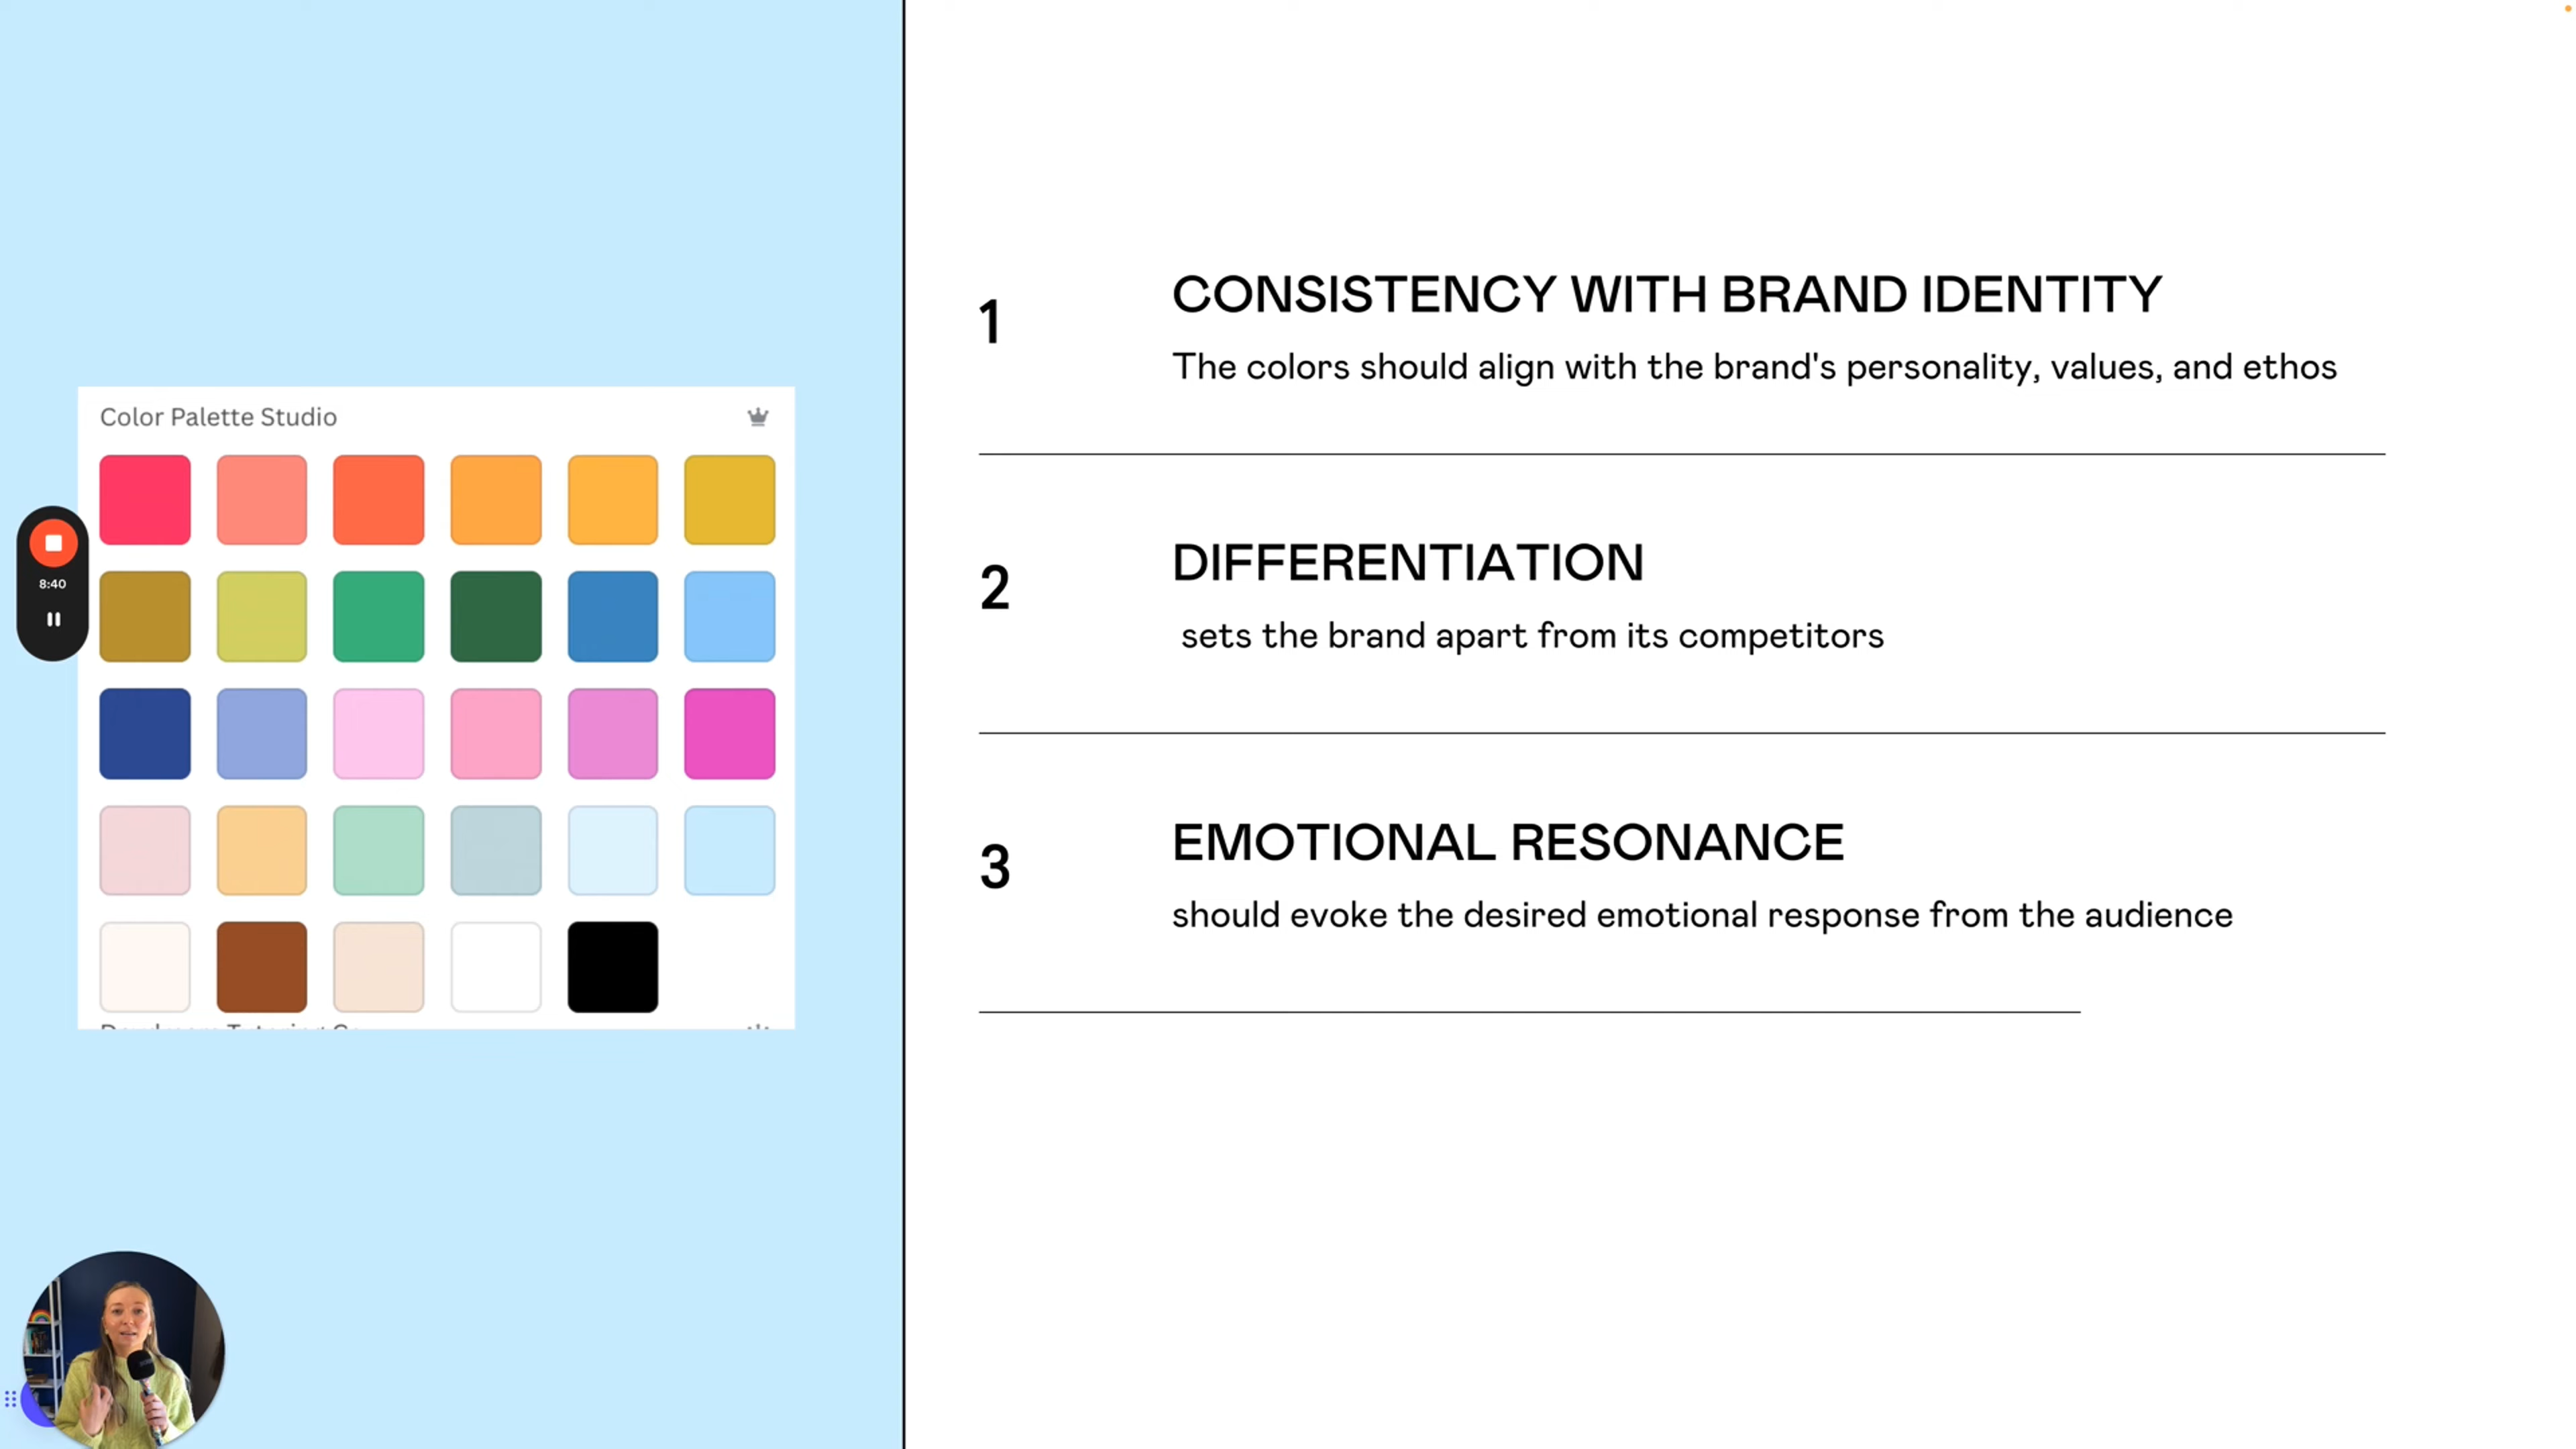 Color Palette Studio
8:40
1
CONSISTENCY WITH BRAND IDENTITY
The colors should align with the brand's personality, values, and ethos
2
DIFFERENTIATION
sets the brand apart from its competitors
3
EMOTIONAL RESONANCE
should evoke the desired emotional response from the audience